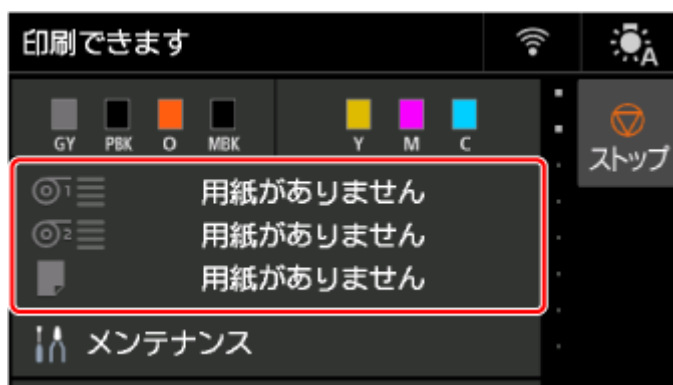 印刷できます
A
GY PBK O MBK Y M C
ストップ
1 用紙がありません
2 用紙がありません
用紙がありません
メンテナンス